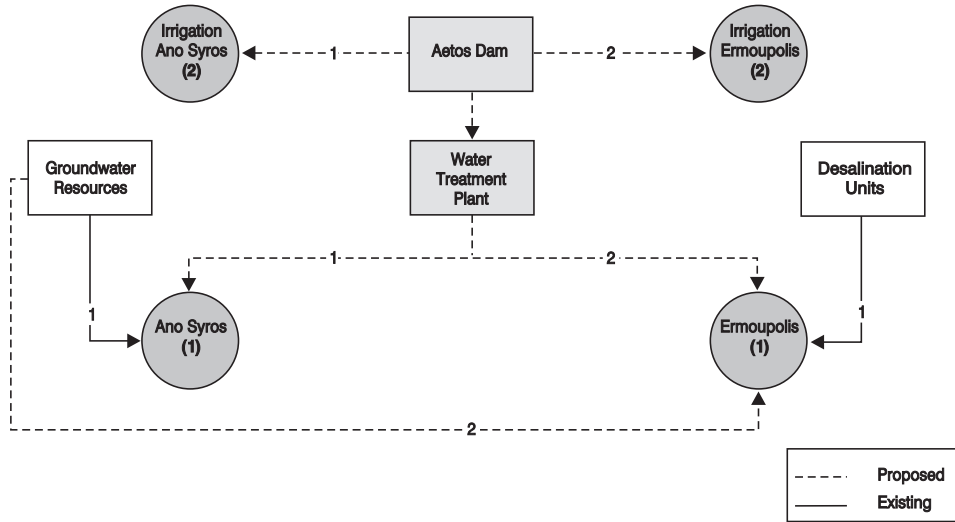 Irrigation
Ano Syros
(2)
1
Aetos Dam
2
Irrigation
Ermoupolis
(2)
Groundwater
Resources
Water
Treatment
Plant
Desalination
Units
1
2
1
1
Ano Syros
(1)
Ermoupolis
(1)
2
Proposed
Existing